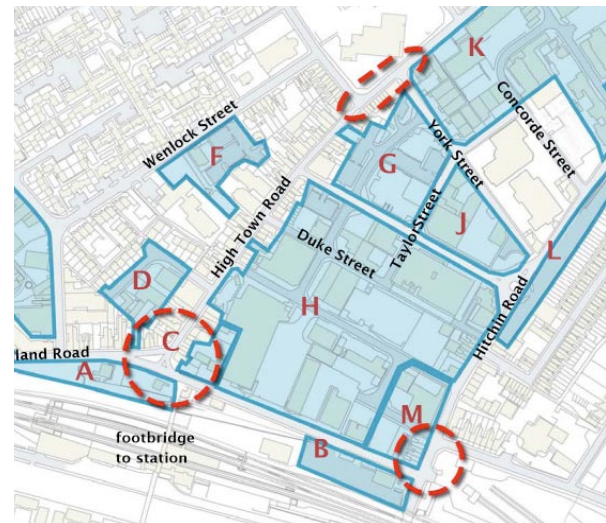 K
Concorde Street
Wenlock Street
F
York Street
G
High Town Road
Taylor Street
J
L
Duke Street
D
H
Hitchin Road
C
land Road
A
M
B
footbridge
to station